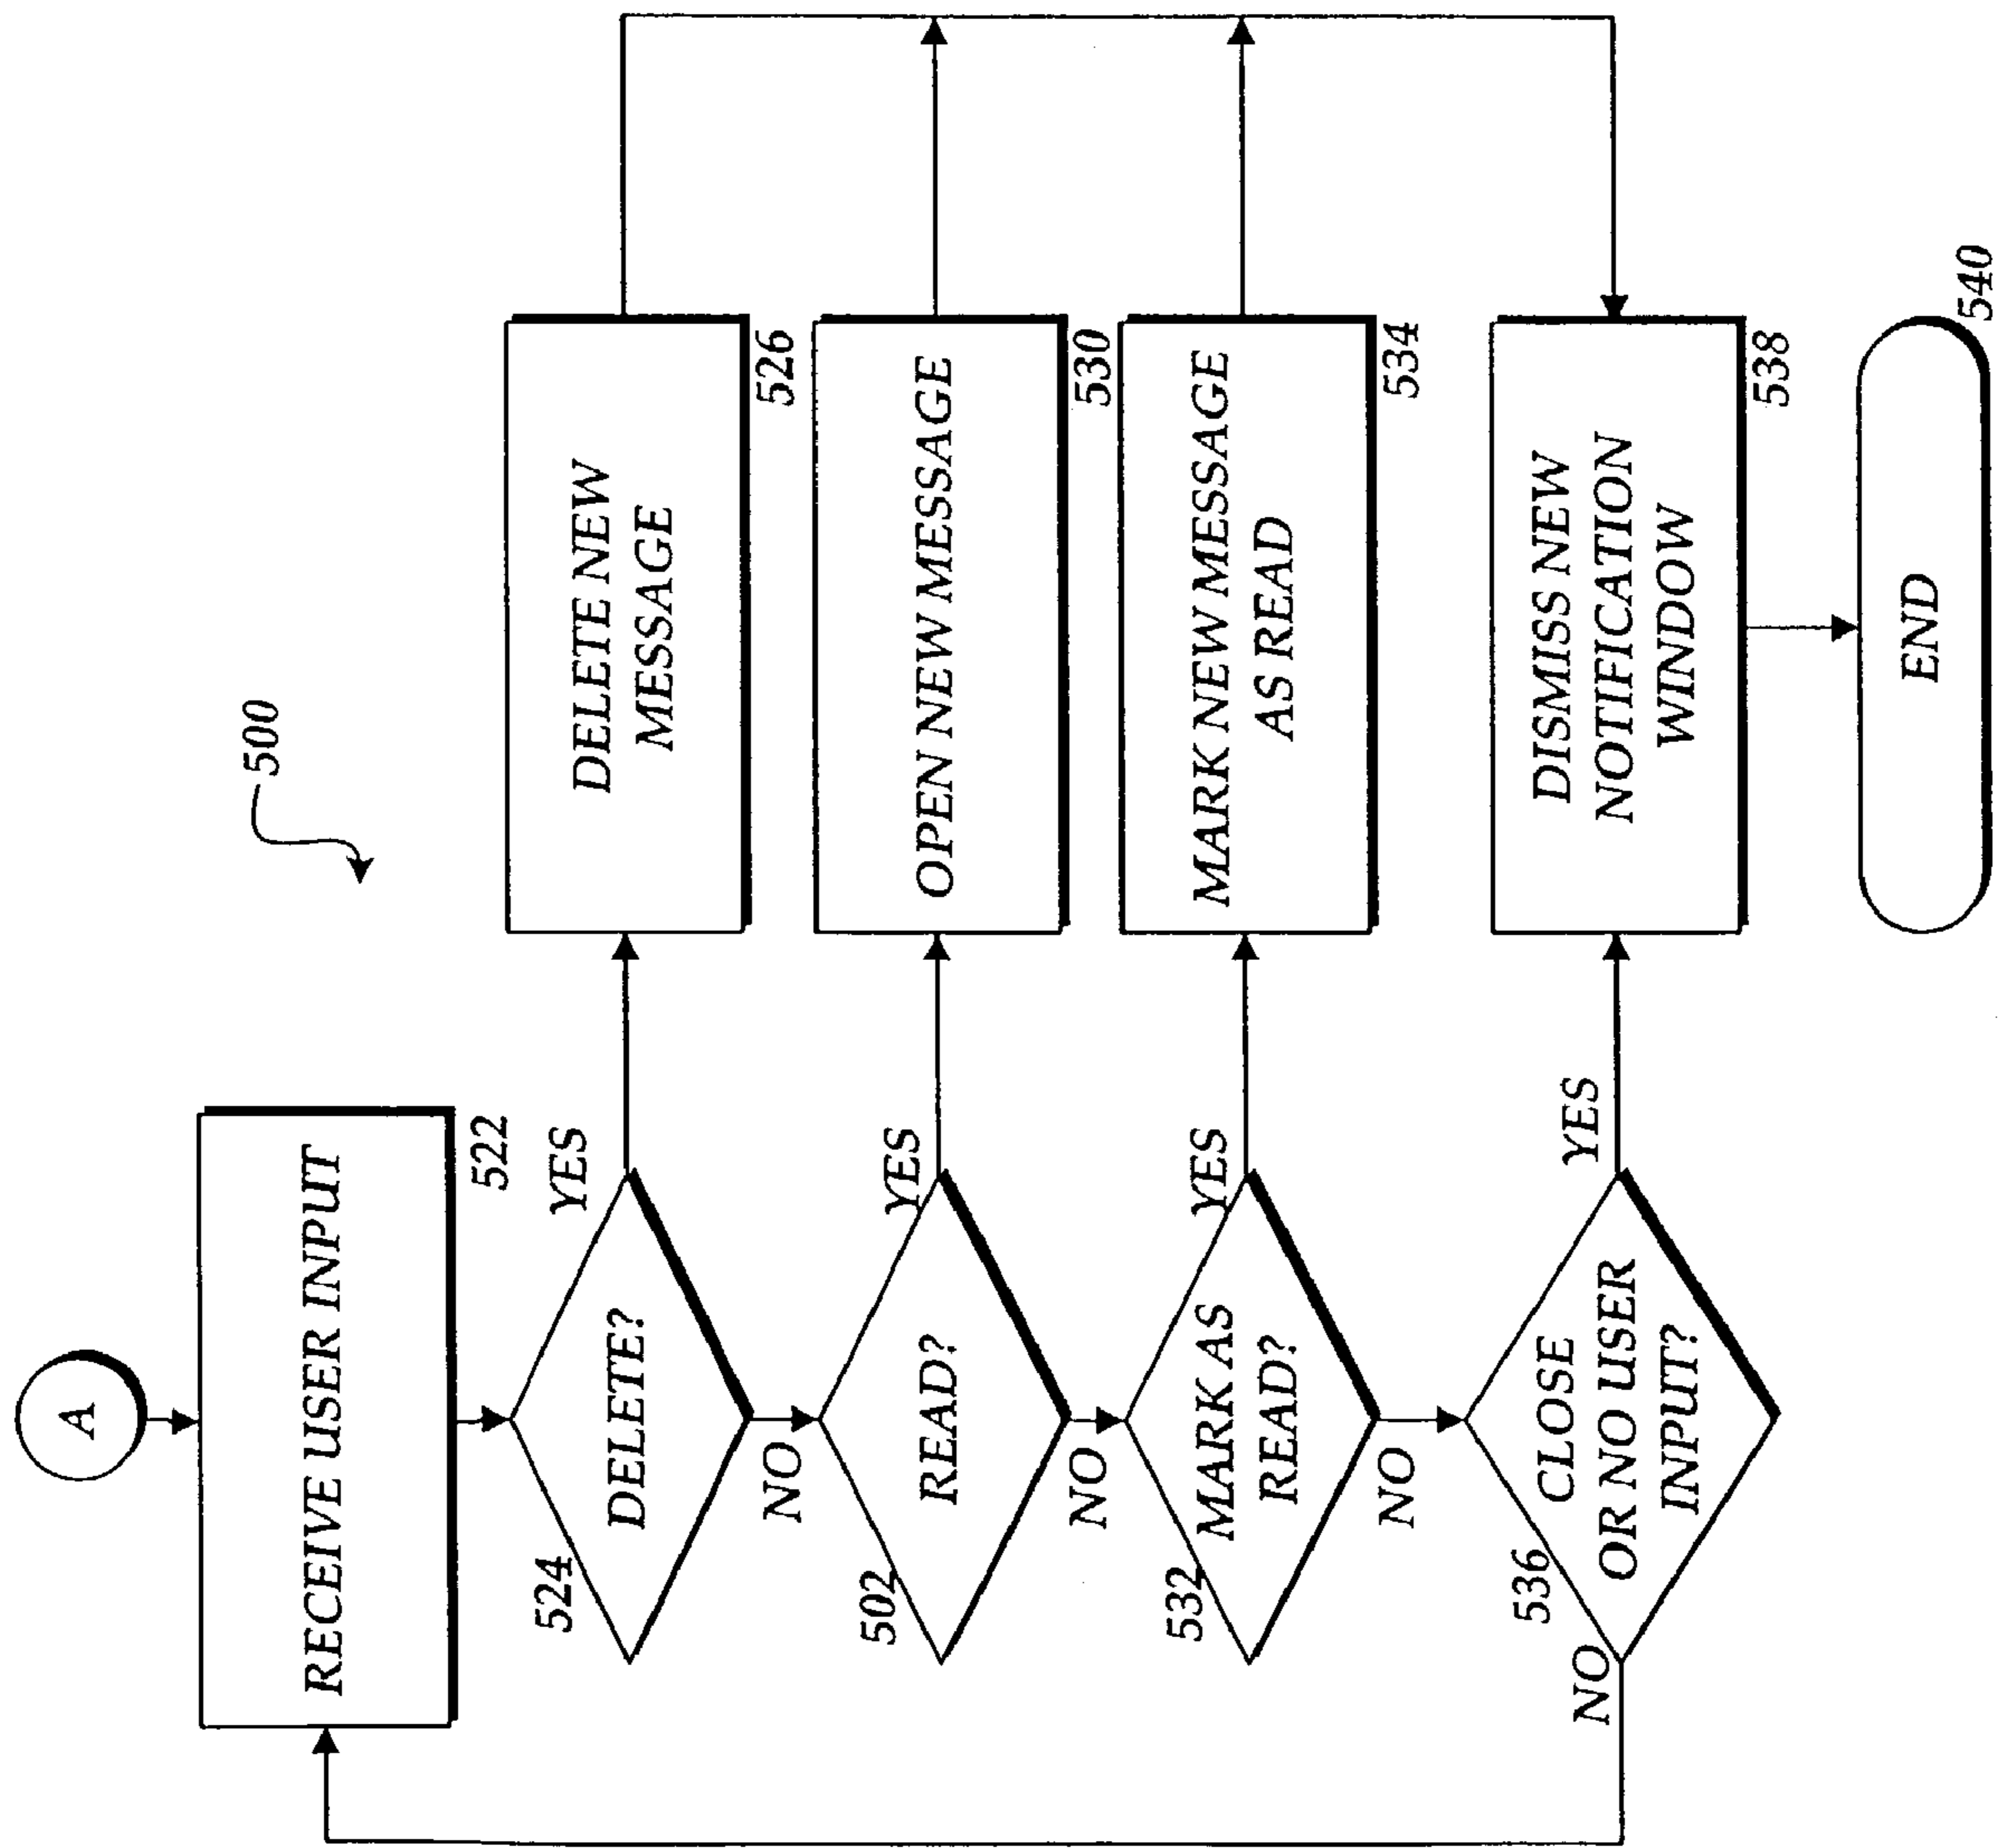 500
A
RECEIVE USER INPUT
522
524
DELETE?
YES
NO
DELETE NEW
MESSAGE
526
502
READ?
YES
NO
OPEN NEW MESSAGE
530
532
MARK AS
READ?
YES
NO
MARK NEW MESSAGE
AS READ
534
536
CLOSE
OR NO USER
INPUT?
YES
NO
DISMISS NEW
NOTIFICATION
WINDOW
538
END
540